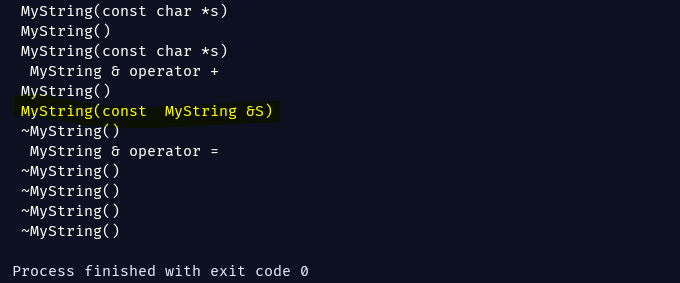 MyString(const char *s)
MyString()
MyString(const char *s)
MyString & operator +
MyString()
MyString(const  MyString &S)
~MyString()
MyString & operator =
~MyString()
~MyString()
~MyString()
~MyString()
Process finished with exit code 0